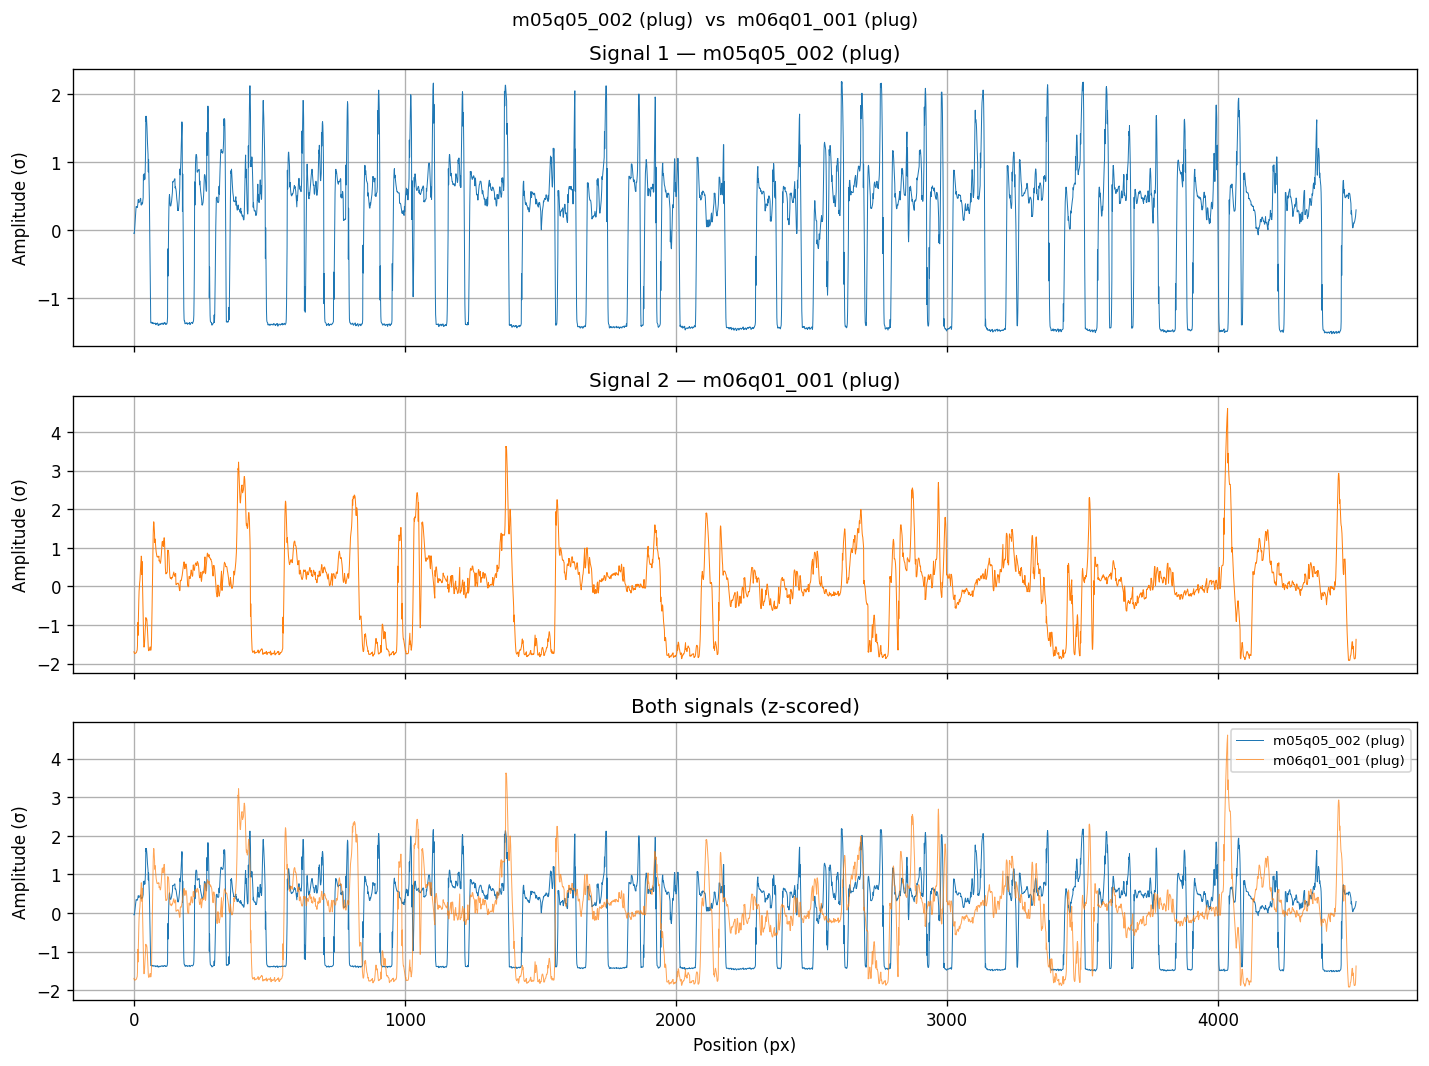 m05q05_002 (plug)  vs  m06q01_001 (plug)
Signal 1 — m05q05_002 (plug)
Amplitude (σ)
2
1
0
−1
Signal 2 — m06q01_001 (plug)
Amplitude (σ)
4
3
2
1
0
−1
−2
Both signals (z-scored)
Amplitude (σ)
4
3
2
1
0
−1
−2
m05q05_002 (plug)
m06q01_001 (plug)
0 1000 2000 3000 4000
Position (px)